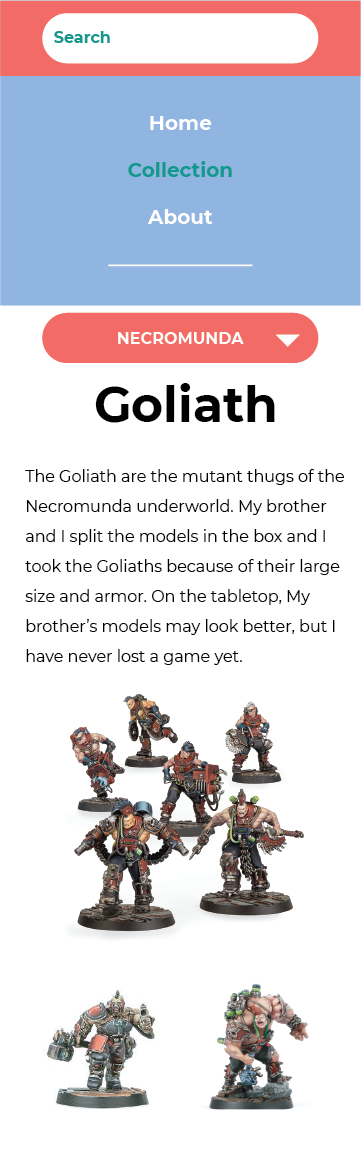 Search
Home
Collection
About
NECROMUNDA
Goliath
The Goliath are the mutant thugs of the
Necromunda underworld. My brother
and I split the models in the box and I
took the Goliaths because of their large
size and armor. On the tabletop, My
brother’s models may look better, but I
have never lost a game yet.